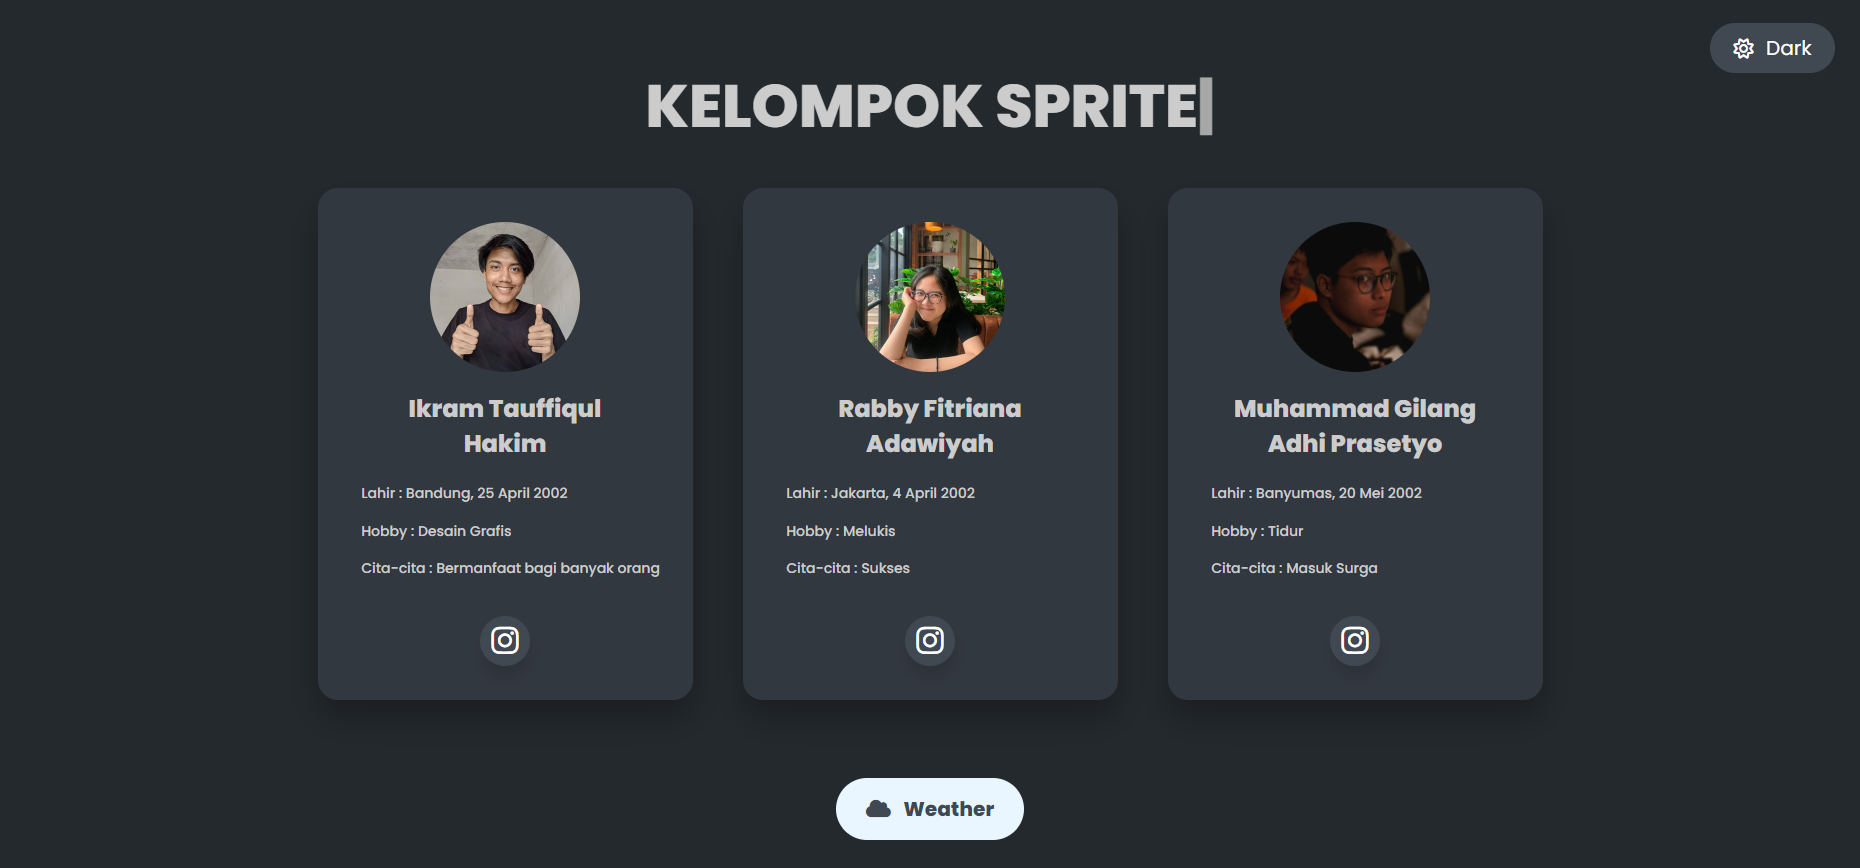 Dark
KELOMPOK SPRITE
Ikram Tauffiqul
Hakim
Lahir : Bandung, 25 April 2002
Hobby : Desain Grafis
Cita-cita : Bermanfaat bagi banyak orang
Rabby Fitriana
Adawiyah
Lahir : Jakarta, 4 April 2002
Hobby : Melukis
Cita-cita : Sukses
Muhammad Gilang
Adhi Prasetyo
Lahir : Banyumas, 20 Mei 2002
Hobby : Tidur
Cita-cita : Masuk Surga
Weather